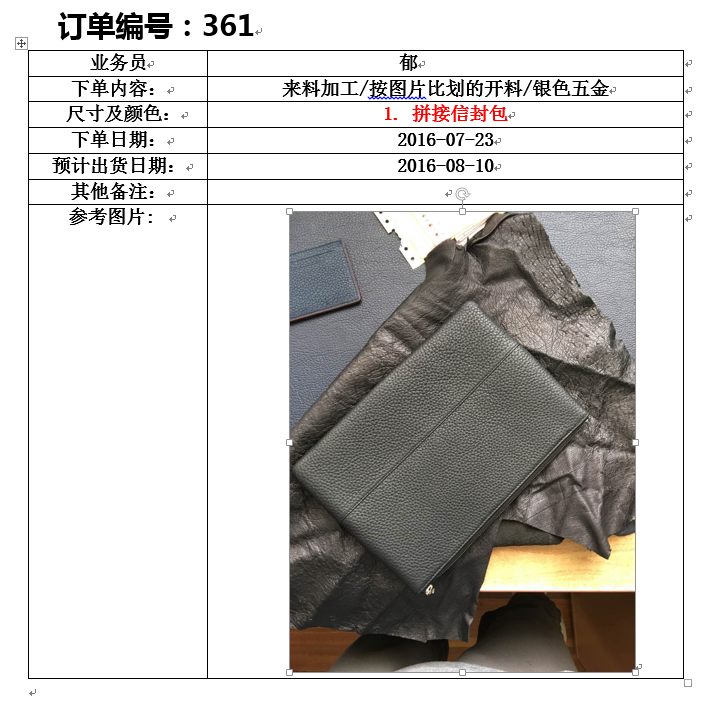 订单编号：361
业务员
郁
下单内容：
来料加工/按图片比划的开料/银色五金
尺寸及颜色：
1. 拼接信封包
下单日期：
2016-07-23
预计出货日期：
2016-08-10
其他备注：
参考图片: